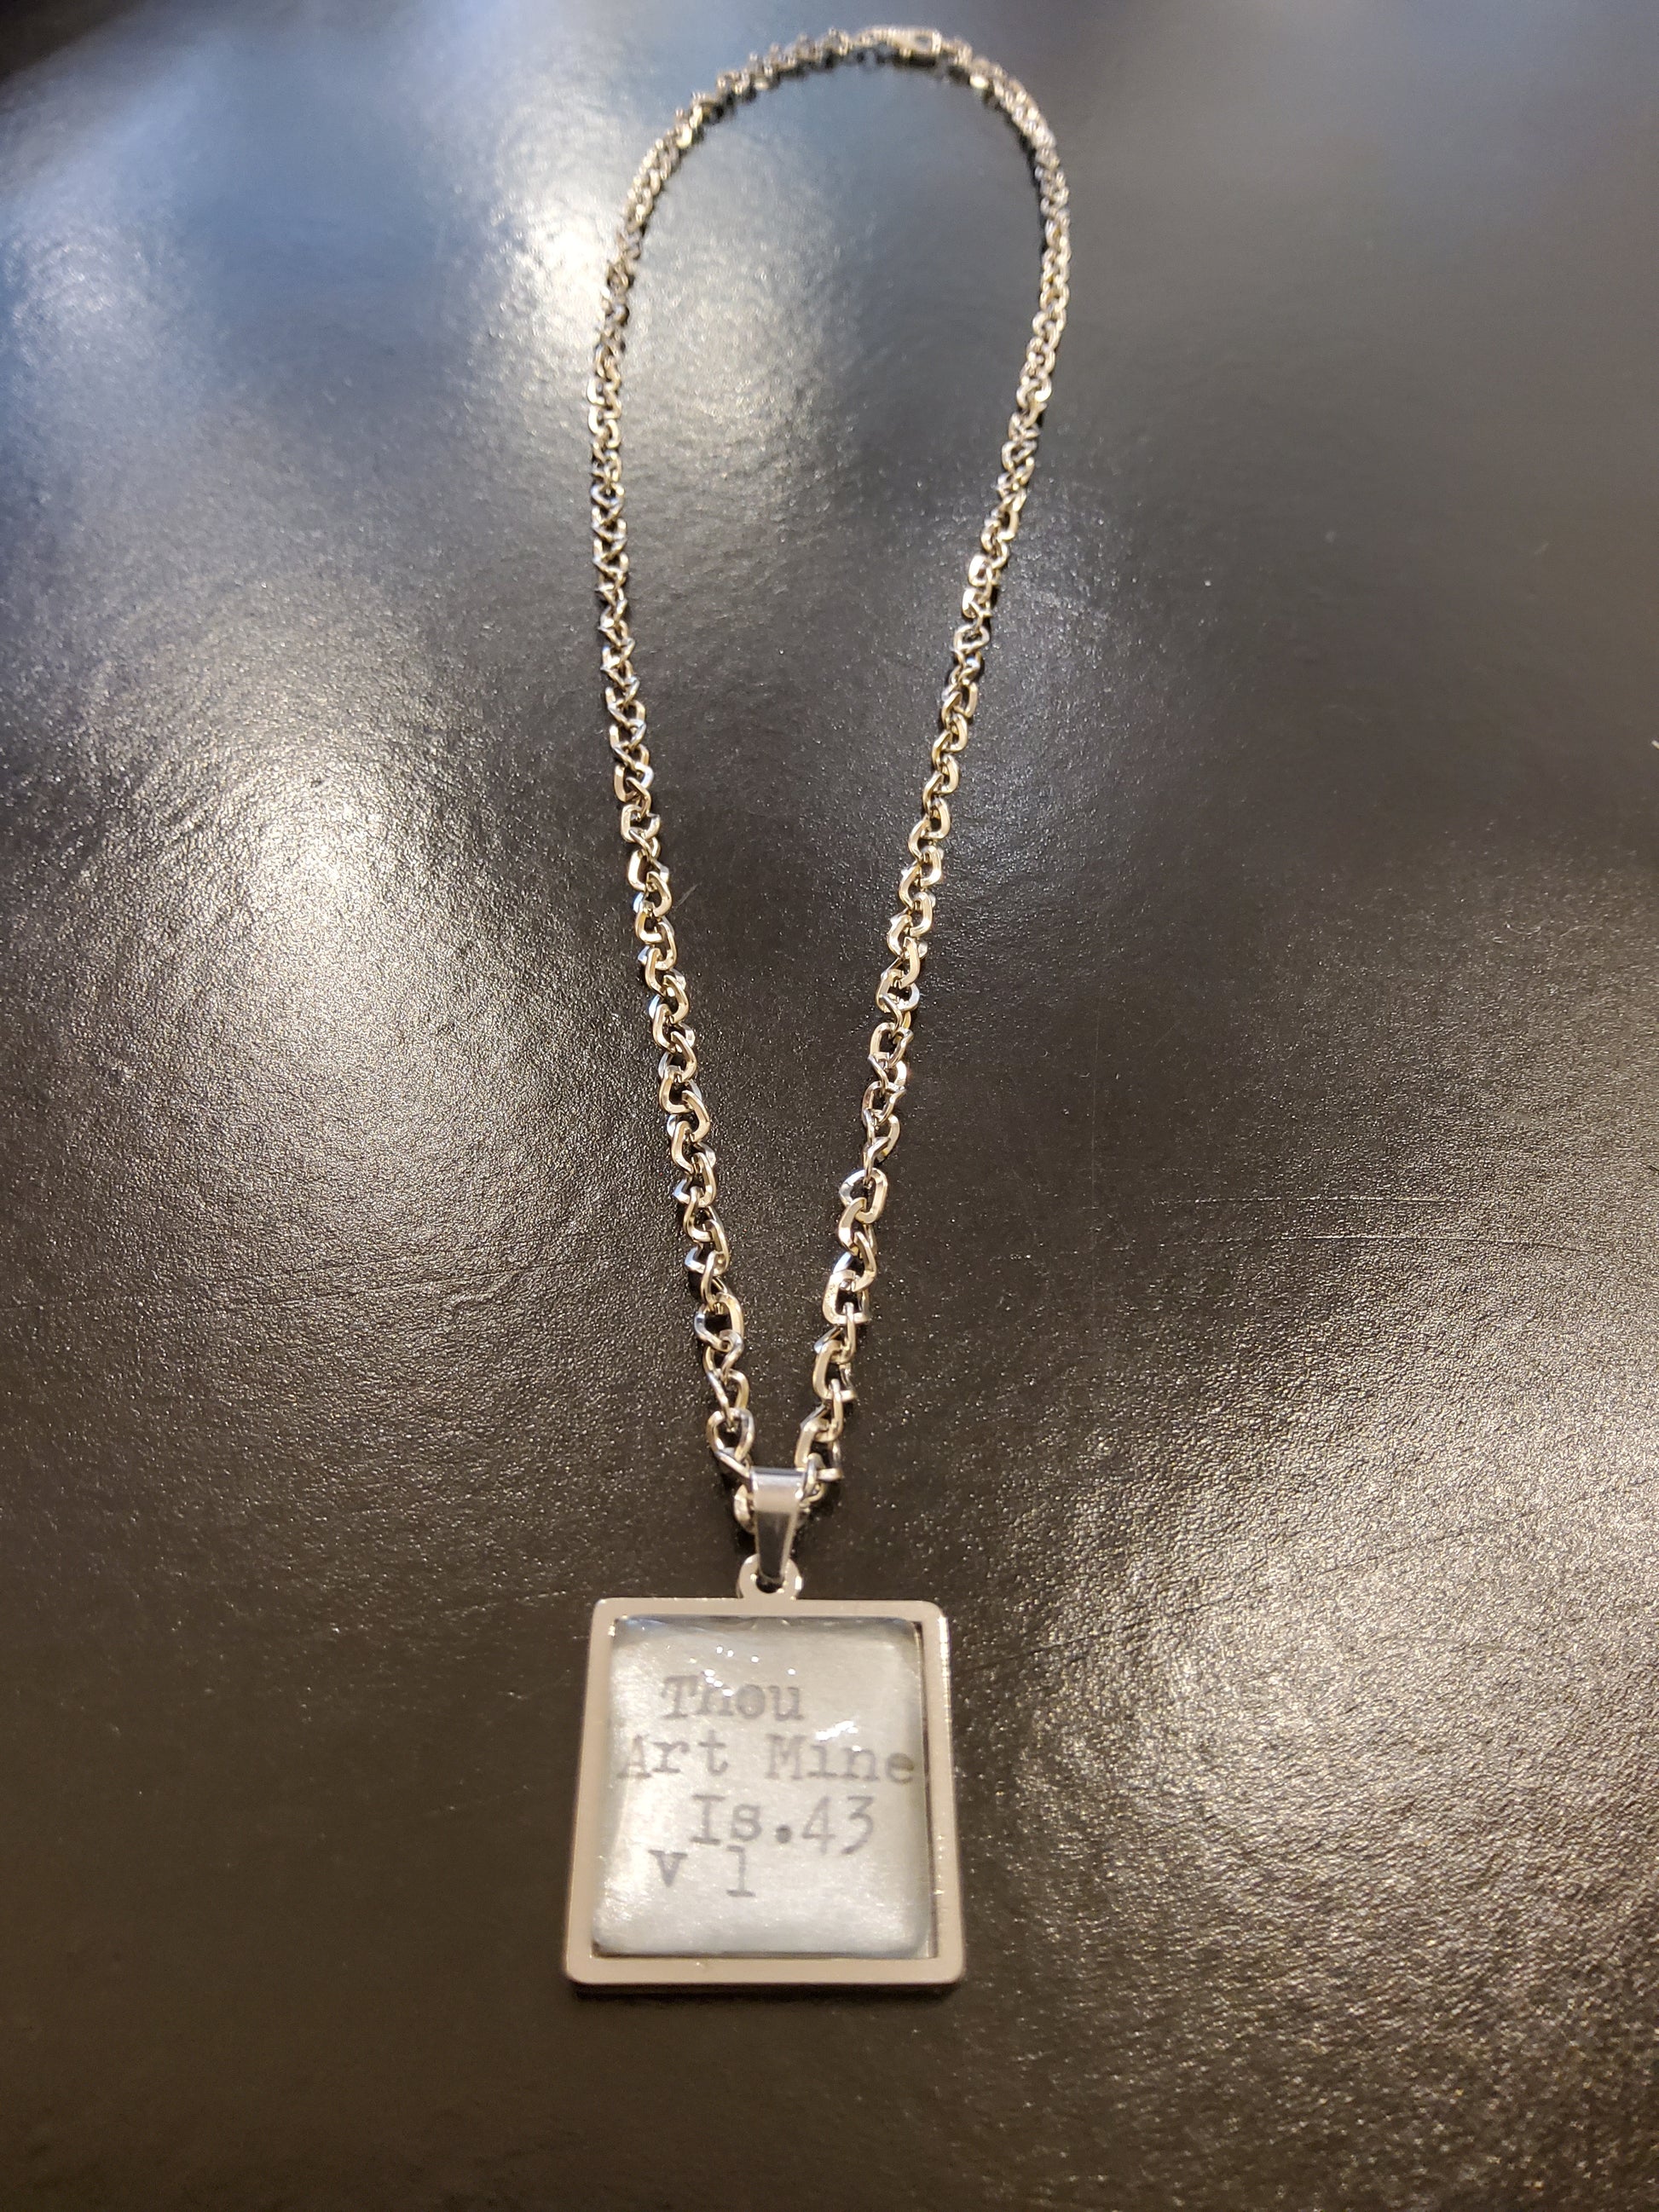 Thou
Art Mine
Is.43
v 1